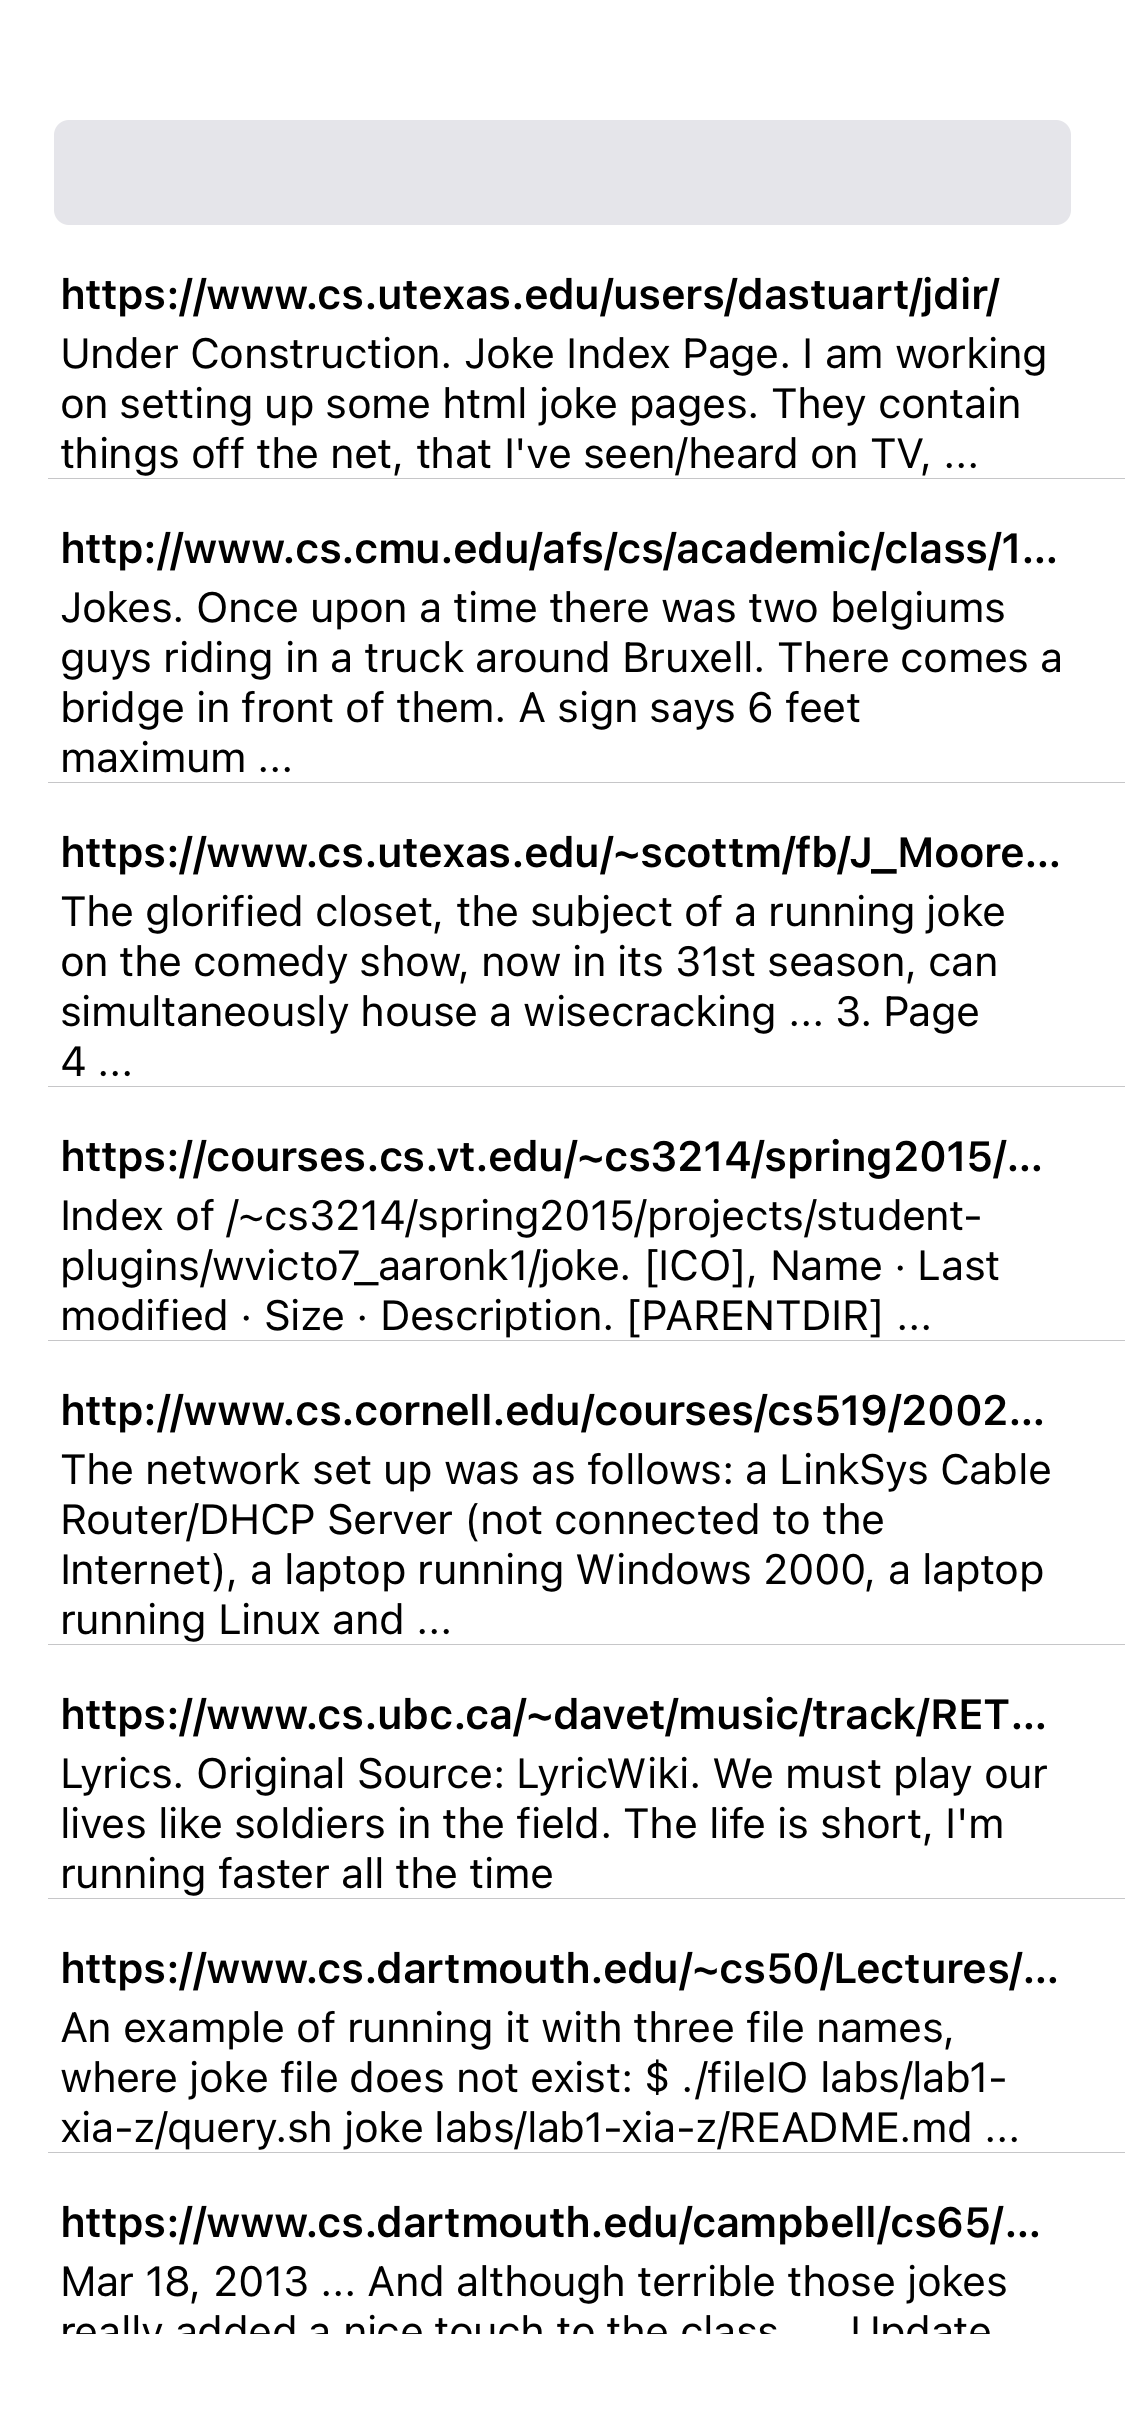 https://www.cs.utexas.edu/users/dastuart/jdir/
Under Construction. Joke Index Page. I am working
on setting up some html joke pages. They contain
things off the net, that I've seen/heard on TV, ...
http://www.cs.cmu.edu/afs/cs/academic/class/1...
Jokes. Once upon a time there was two belgiums
guys riding in a truck around Bruxell. There comes a
bridge in front of them. A sign says 6 feet
maximum ...
https://www.cs.utexas.edu/~scottm/fb/J_Moore...
The glorified closet, the subject of a running joke
on the comedy show, now in its 31st season, can
simultaneously house a wisecracking ... 3. Page
4 ...
https://courses.cs.vt.edu/~cs3214/spring2015/...
Index of /~cs3214/spring2015/projects/student-
plugins/wvicto7_aaronk1/joke. [ICO], Name · Last
modified · Size · Description. [PARENTDIR] ...
http://www.cs.cornell.edu/courses/cs519/2002...
The network set up was as follows: a LinkSys Cable
Router/DHCP Server (not connected to the
Internet), a laptop running Windows 2000, a laptop
running Linux and ...
https://www.cs.ubc.ca/~davet/music/track/RET...
Lyrics. Original Source: LyricWiki. We must play our
lives like soldiers in the field. The life is short, I'm
running faster all the time
https://www.cs.dartmouth.edu/~cs50/Lectures/...
An example of running it with three file names,
where joke file does not exist: $ ./fileIO labs/lab1-
xia-z/query.sh joke labs/lab1-xia-z/README.md ...
https://www.cs.dartmouth.edu/campbell/cs65/...
Mar 18, 2013 ... And although terrible those jokes
really added a nice touch to the class. ... Update